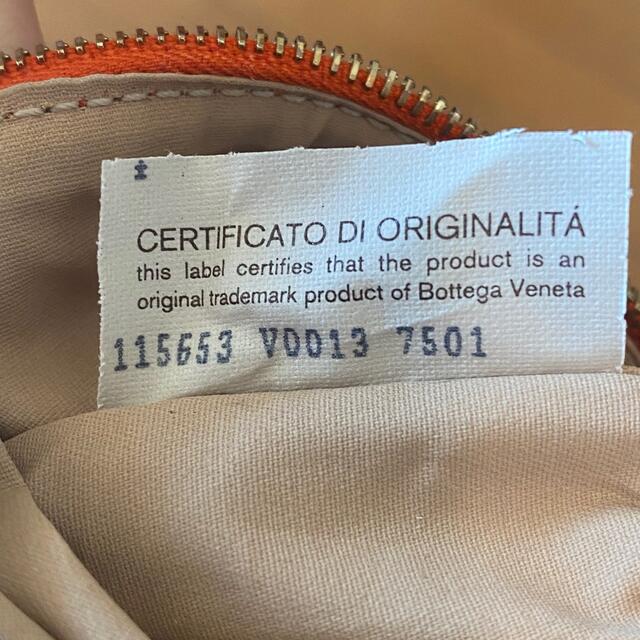 CERTIFICATO DI ORIGINALITÁ
this label certifies that the product is an
original trademark product of Bottega Veneta
115653 V0013 7501